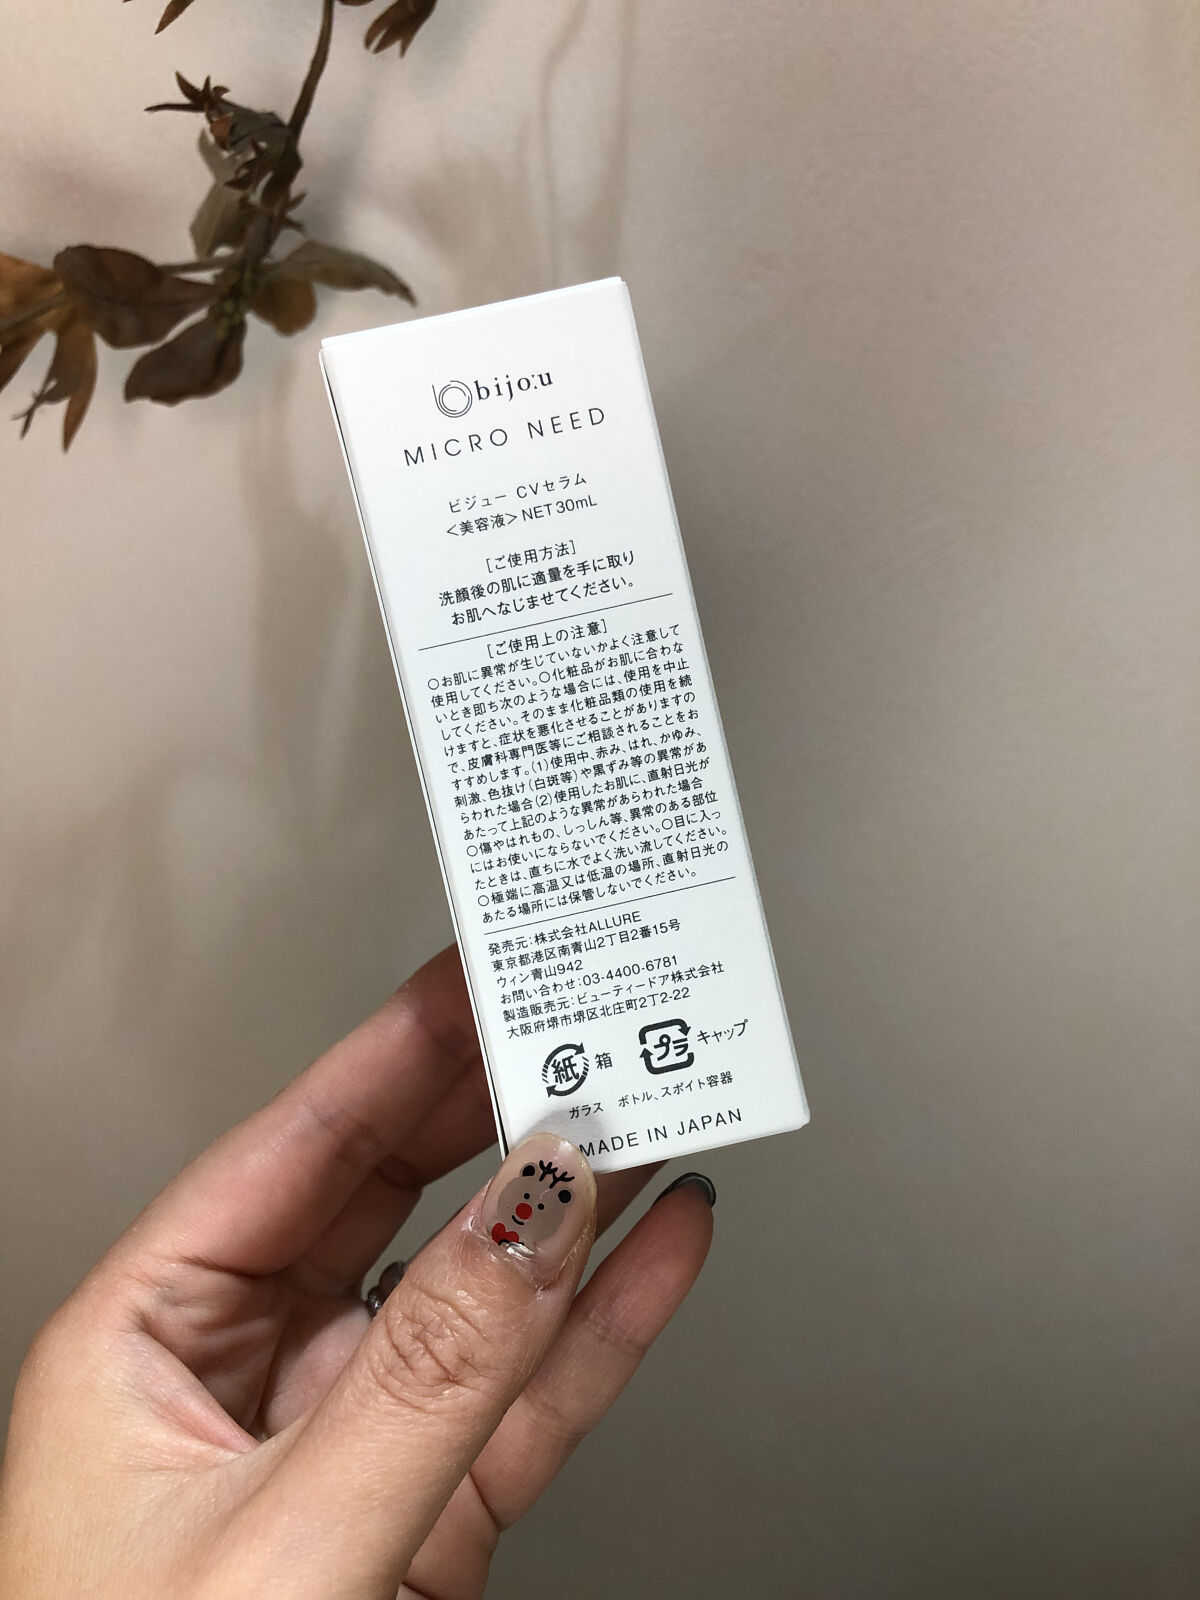 bijo:u
MICRO NEED
ビジュー CVセラム
＜美容液＞NET 30mL
［ご使用方法］
洗顔後の肌に適量を手に取り
お肌へなじませてください。
［ご使用上の注意］
○お肌に異常が生じていないかよく注意して
使用してください。○化粧品がお肌に合わな
いとき即ち次のような場合には、使用を中止
してください。そのまま化粧品類の使用を続
けますと、症状を悪化させることがありますの
で、皮膚科専門医等にご相談されることをお
すすめします。(1)使用中、赤み、はれ、かゆみ、
刺激、色抜け（白斑等）や黒ずみ等の異常があ
らわれた場合(2)使用したお肌に、直射日光が
あたって上記のような異常があらわれた場合
○傷やはれもの、しっしん等、異常のある部位
にはお使いにならないでください。○目に入っ
たときは、直ちに水でよく洗い流してください。
○極端に高温又は低温の場所、直射日光の
あたる場所には保管しないでください。
発売元：株式会社ALLURE
東京都港区南青山2丁目2番15号
ウィン青山942
お問い合わせ：03-4400-6781
製造販売元：ビューティードア株式会社
大阪府堺市堺区北庄町2丁2-22
紙 箱 プラ キャップ
ガラス ボトル、スポイト容器
MADE IN JAPAN